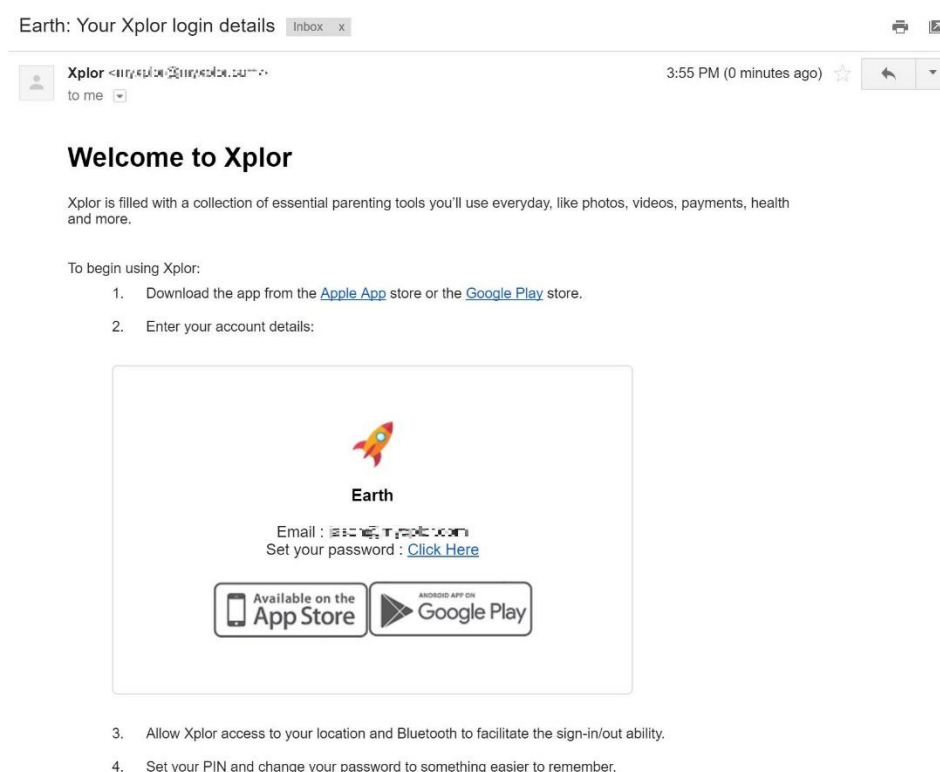 Earth: Your Xplor login details Inbox x
Xplor
3:55 PM (0 minutes ago)
to me
Welcome to Xplor
Xplor is filled with a collection of essential parenting tools you'll use everyday, like photos, videos, payments, health
and more.
To begin using Xplor:
1. Download the app from the Apple App store or the Google Play store.
2. Enter your account details:
Earth
Email :
Set your password : Click Here
Available on the
App Store
ANDROID APP ON
Google Play
3. Allow Xplor access to your location and Bluetooth to facilitate the sign-in/out ability.
4. Set your PIN and change your password to something easier to remember.